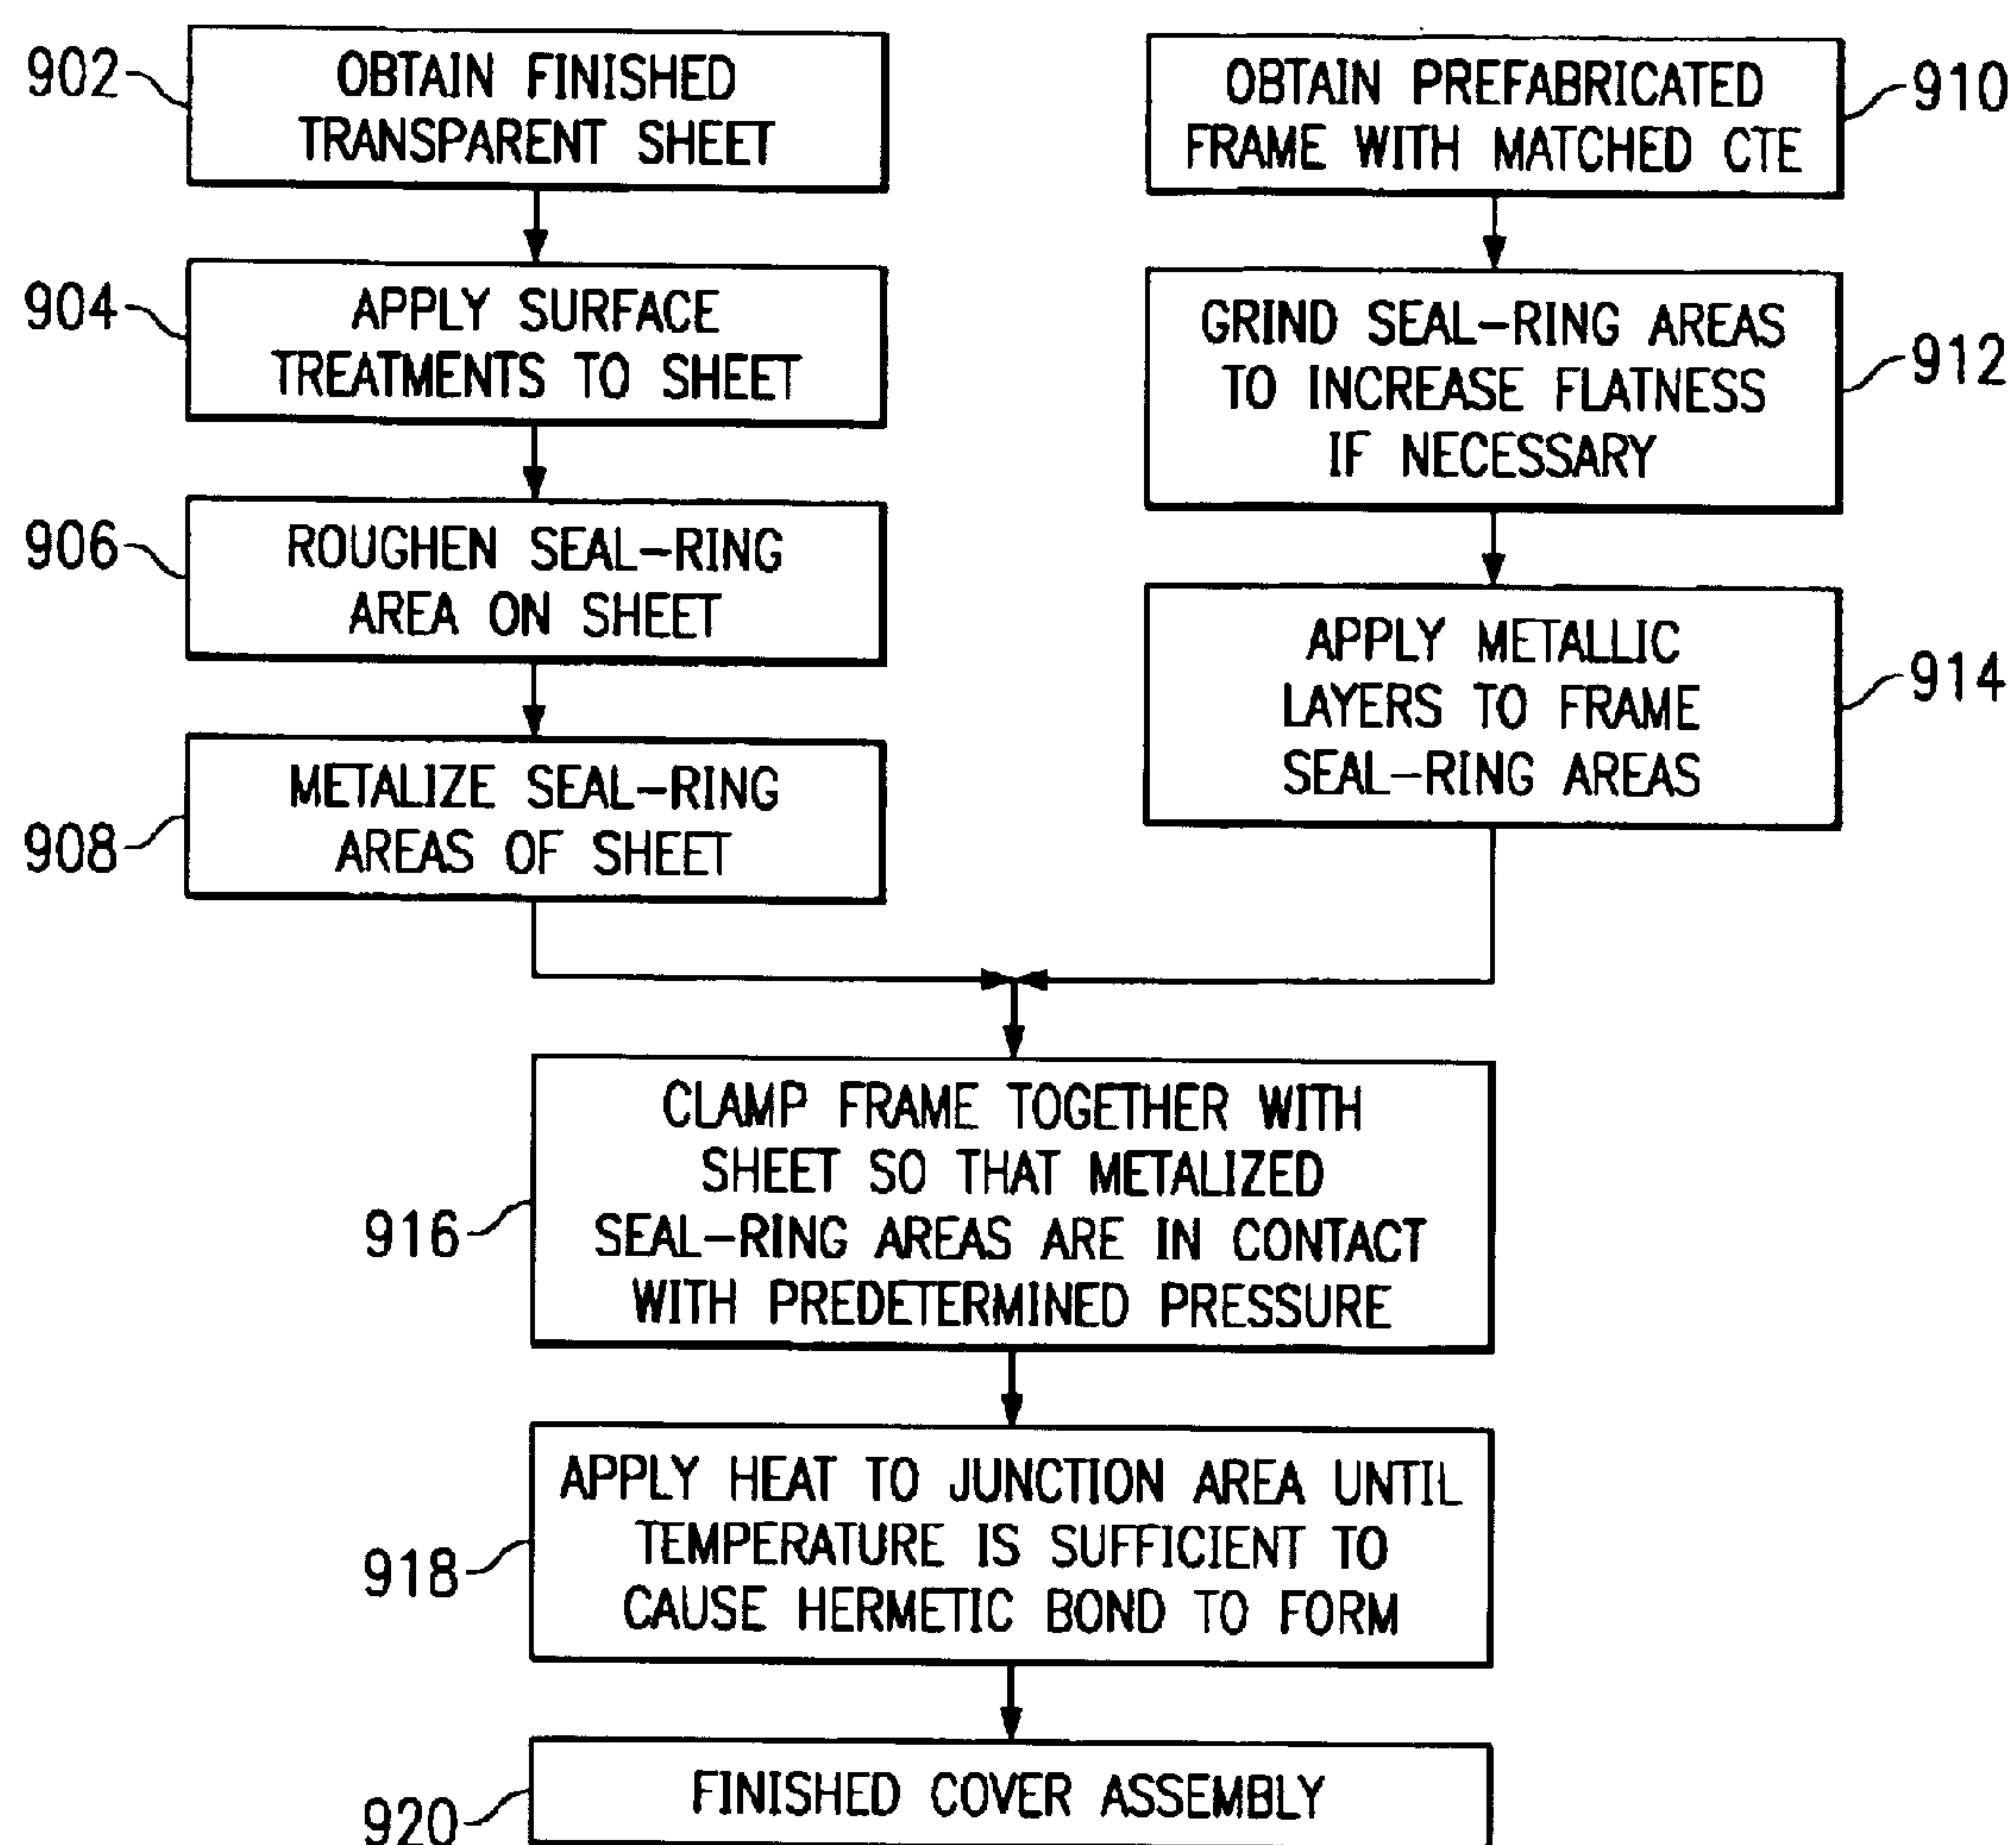 902
OBTAIN FINISHED
TRANSPARENT SHEET
904
APPLY SURFACE
TREATMENTS TO SHEET
906
ROUGHEN SEAL-RING
AREA ON SHEET
908
METALIZE SEAL-RING
AREAS OF SHEET
OBTAIN PREFABRICATED
FRAME WITH MATCHED CTE
910
GRIND SEAL-RING AREAS
TO INCREASE FLATNESS
IF NECESSARY
912
APPLY METALLIC
LAYERS TO FRAME
SEAL-RING AREAS
914
CLAMP FRAME TOGETHER WITH
SHEET SO THAT METALIZED
SEAL-RING AREAS ARE IN CONTACT
WITH PREDETERMINED PRESSURE
916
APPLY HEAT TO JUNCTION AREA UNTIL
TEMPERATURE IS SUFFICIENT TO
CAUSE HERMETIC BOND TO FORM
918
FINISHED COVER ASSEMBLY
920